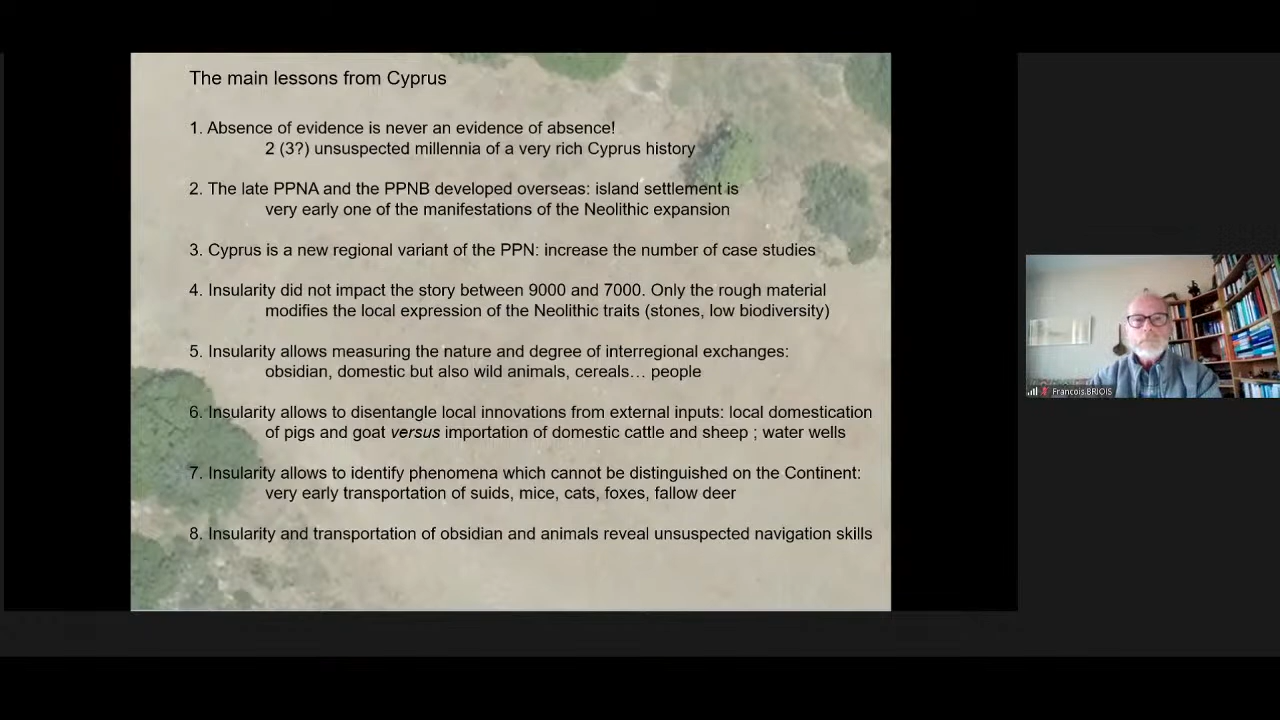 The main lessons from Cyprus
1. Absence of evidence is never an evidence of absence!
2 (3?) unsuspected millennia of a very rich Cyprus history
2. The late PPNA and the PPNB developed overseas: island settlement is
very early one of the manifestations of the Neolithic expansion
3. Cyprus is a new regional variant of the PPN: increase the number of case studies
4. Insularity did not impact the story between 9000 and 7000. Only the rough material
modifies the local expression of the Neolithic traits (stones, low biodiversity)
5. Insularity allows measuring the nature and degree of interregional exchanges:
obsidian, domestic but also wild animals, cereals… people
6. Insularity allows to disentangle local innovations from external inputs: local domestication
of pigs and goat versus importation of domestic cattle and sheep ; water wells
7. Insularity allows to identify phenomena which cannot be distinguished on the Continent:
very early transportation of suids, mice, cats, foxes, fallow deer
8. Insularity and transportation of obsidian and animals reveal unsuspected navigation skills
Francois.BRIOIS